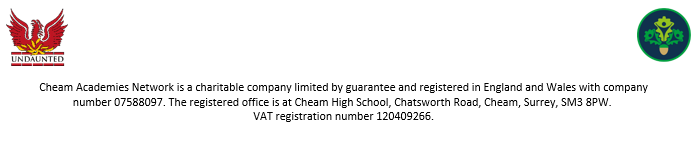 UNDAUNTED
Cheam Academies Network is a charitable company limited by guarantee and registered in England and Wales with company
number 07588097. The registered office is at Cheam High School, Chatsworth Road, Cheam, Surrey, SM3 8PW.
VAT registration number 120409266.